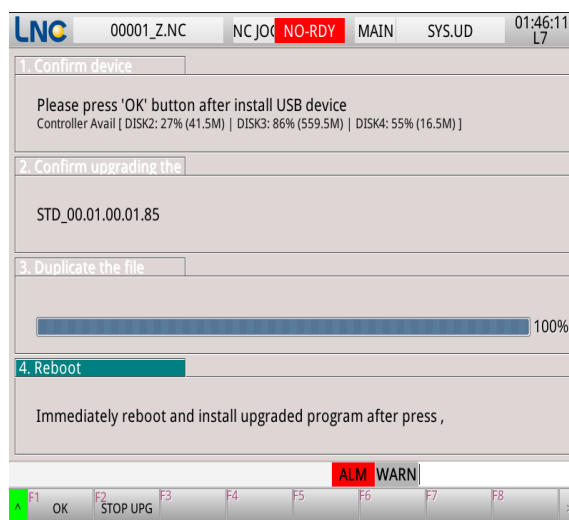 LNC 00001_Z.NC NC JO NO-RDY MAIN SYS.UD 01:46:11
L7
1. Confirm device
Please press 'OK' button after install USB device
Controller Avail [ DISK2: 27% (41.5M) | DISK3: 86% (559.5M) | DISK4: 55% (16.5M) ]
2. Confirm upgrading the
STD_00.01.00.01.85
3. Duplicate the file
100%
4. Reboot
Immediately reboot and install upgraded program after press ,
ALM WARN
^ F1 OK F2 STOP UPG F3 F4 F5 F6 F7 F8 >